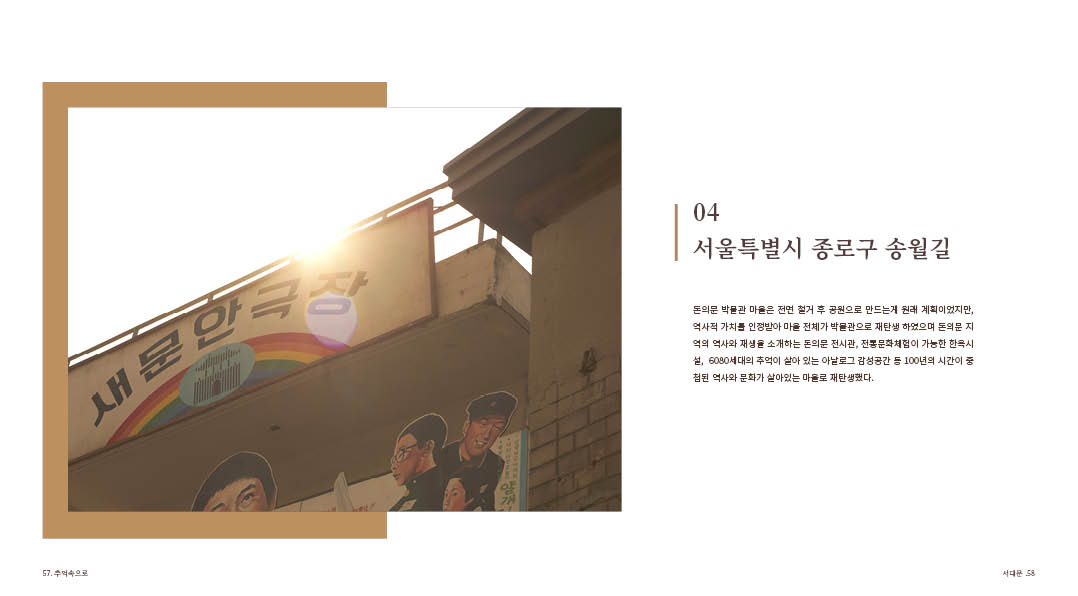 새문안극장
양개
04
서울특별시 종로구 송월길
돈의문 박물관 마을은 전면 철거 후 공원으로 만드는게 원래 계획이었지만,
역사적 가치를 인정받아 마을 전체가 박물관으로 재탄생 하였으며 돈의문 지
역의 역사와 재생을 소개하는 돈의문 전시관, 전통문화체험이 가능한 한옥시
설, 6080세대의 추억이 살아 있는 아날로그 감성공간 등 100년의 시간이 중
첩된 역사와 문화가 살아있는 마을로 재탄생했다.
57. 추억속으로
서대문 .58